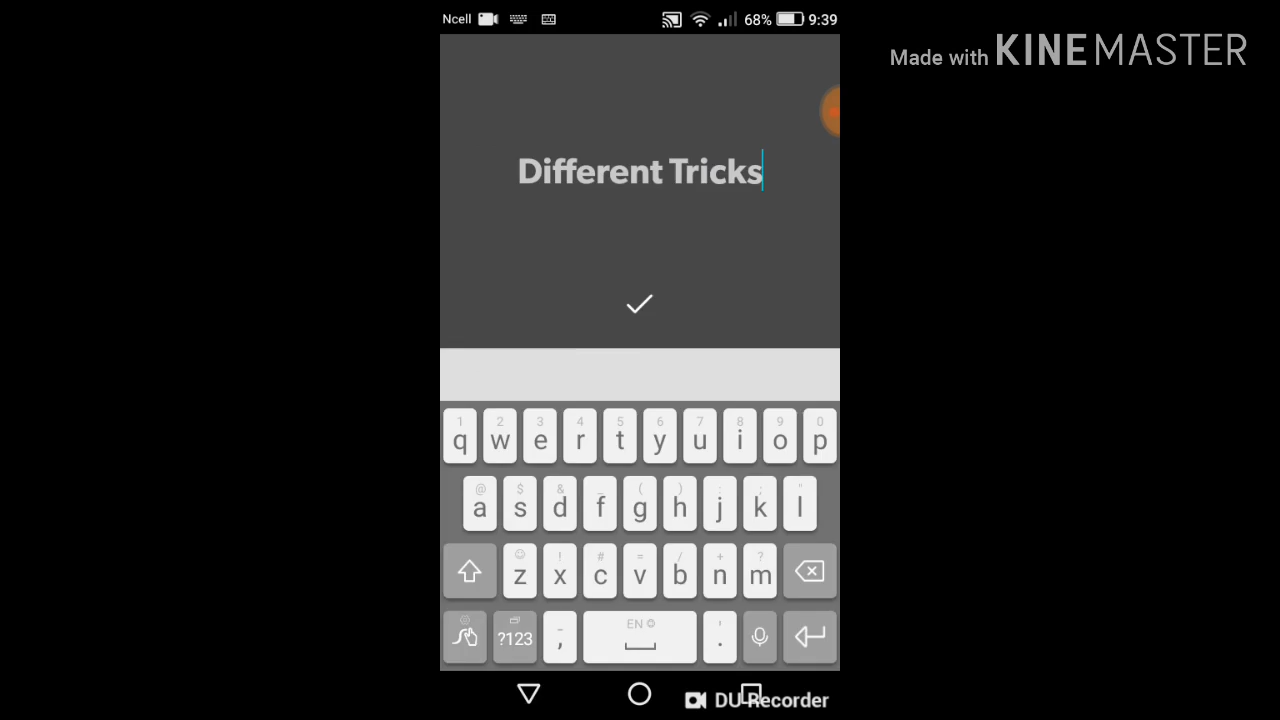 Ncell 68% 9:39
Made with KINEMASTER
Different Tricks
1 2 3 4 5 6 7 8 9 0
q w e r t y u i o p
@ $ & _ ( ) : ; "
a s d f g h j k l
! # = / + ?
z x c v b n m
?123 , EN .
DU Recorder